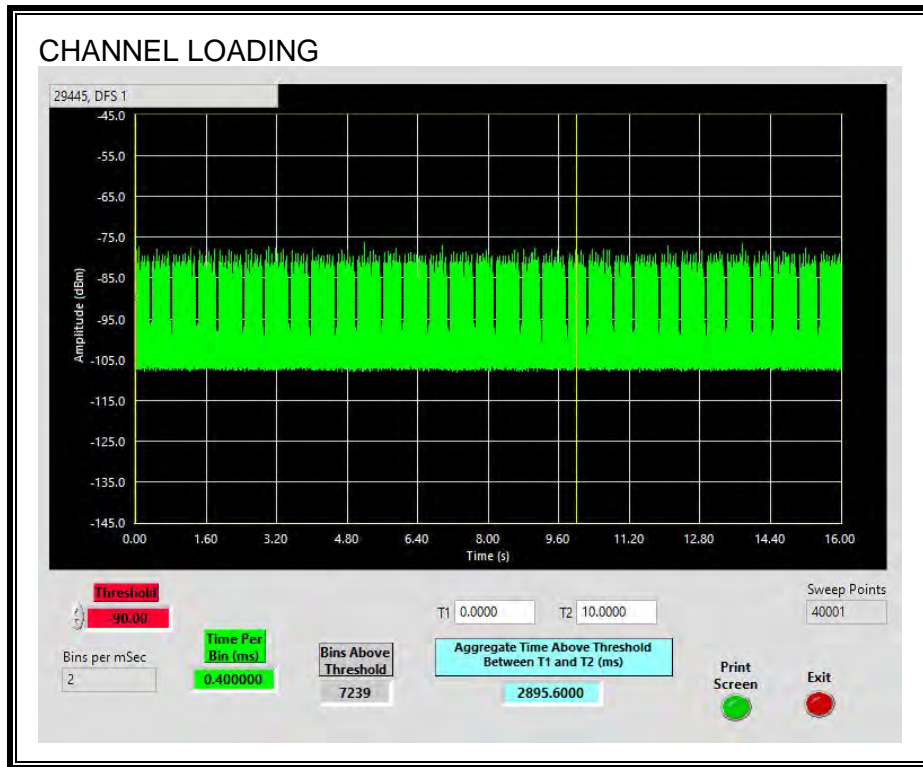 CHANNEL LOADING
29445, DFS 1
-45.0
-55.0
-65.0
-75.0
-85.0
-95.0
-105.0
-115.0
-125.0
-135.0
-145.0
Amplitude (dBm)
0.00 1.60 3.20 4.80 6.40 8.00 9.60 11.20 12.80 14.40 16.00
Time (s)
Threshold
-90.00
Bins per mSec
2
Time Per
Bin (ms)
0.400000
Bins Above
Threshold
7239
T1 0.0000 T2 10.0000
Aggregate Time Above Threshold
Between T1 and T2 (ms)
2895.6000
Sweep Points
40001
Print
Screen
Exit